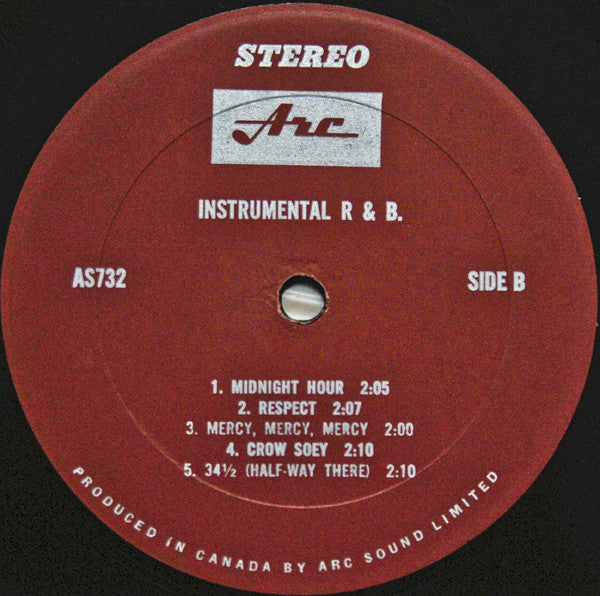 STEREO
Arc
INSTRUMENTAL R & B.
AS732
SIDE B
1. MIDNIGHT HOUR 2:05
2. RESPECT 2:07
3. MERCY, MERCY, MERCY 2:00
4. CROW SOEY 2:10
5. 34½ (HALF-WAY THERE) 2:10
PRODUCED IN CANADA BY ARC SOUND LIMITED